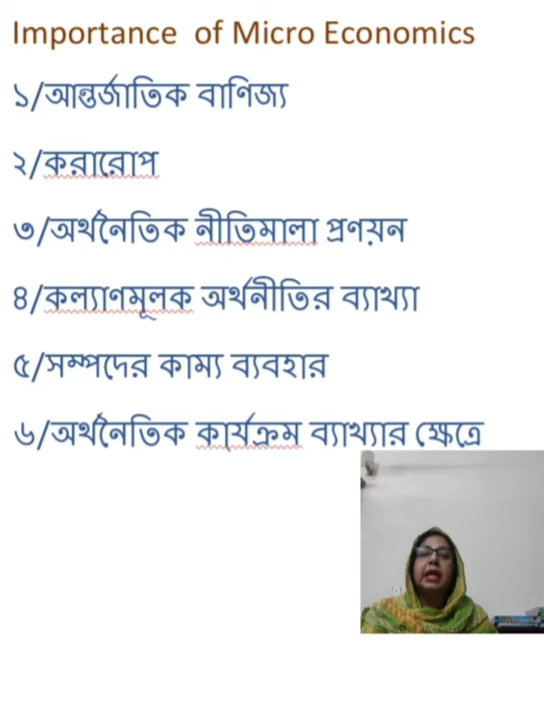 Importance of Micro Economics
১/আন্তর্জাতিক বাণিজ্য
২/করারোপ
৩/অর্থনৈতিক নীতিমালা প্রণয়ন
৪/কল্যাণমূলক অর্থনীতির ব্যাখ্যা
৫/সম্পদের কাম্য ব্যবহার
৬/অর্থনৈতিক কার্যক্রম ব্যাখ্যার ক্ষেত্রে